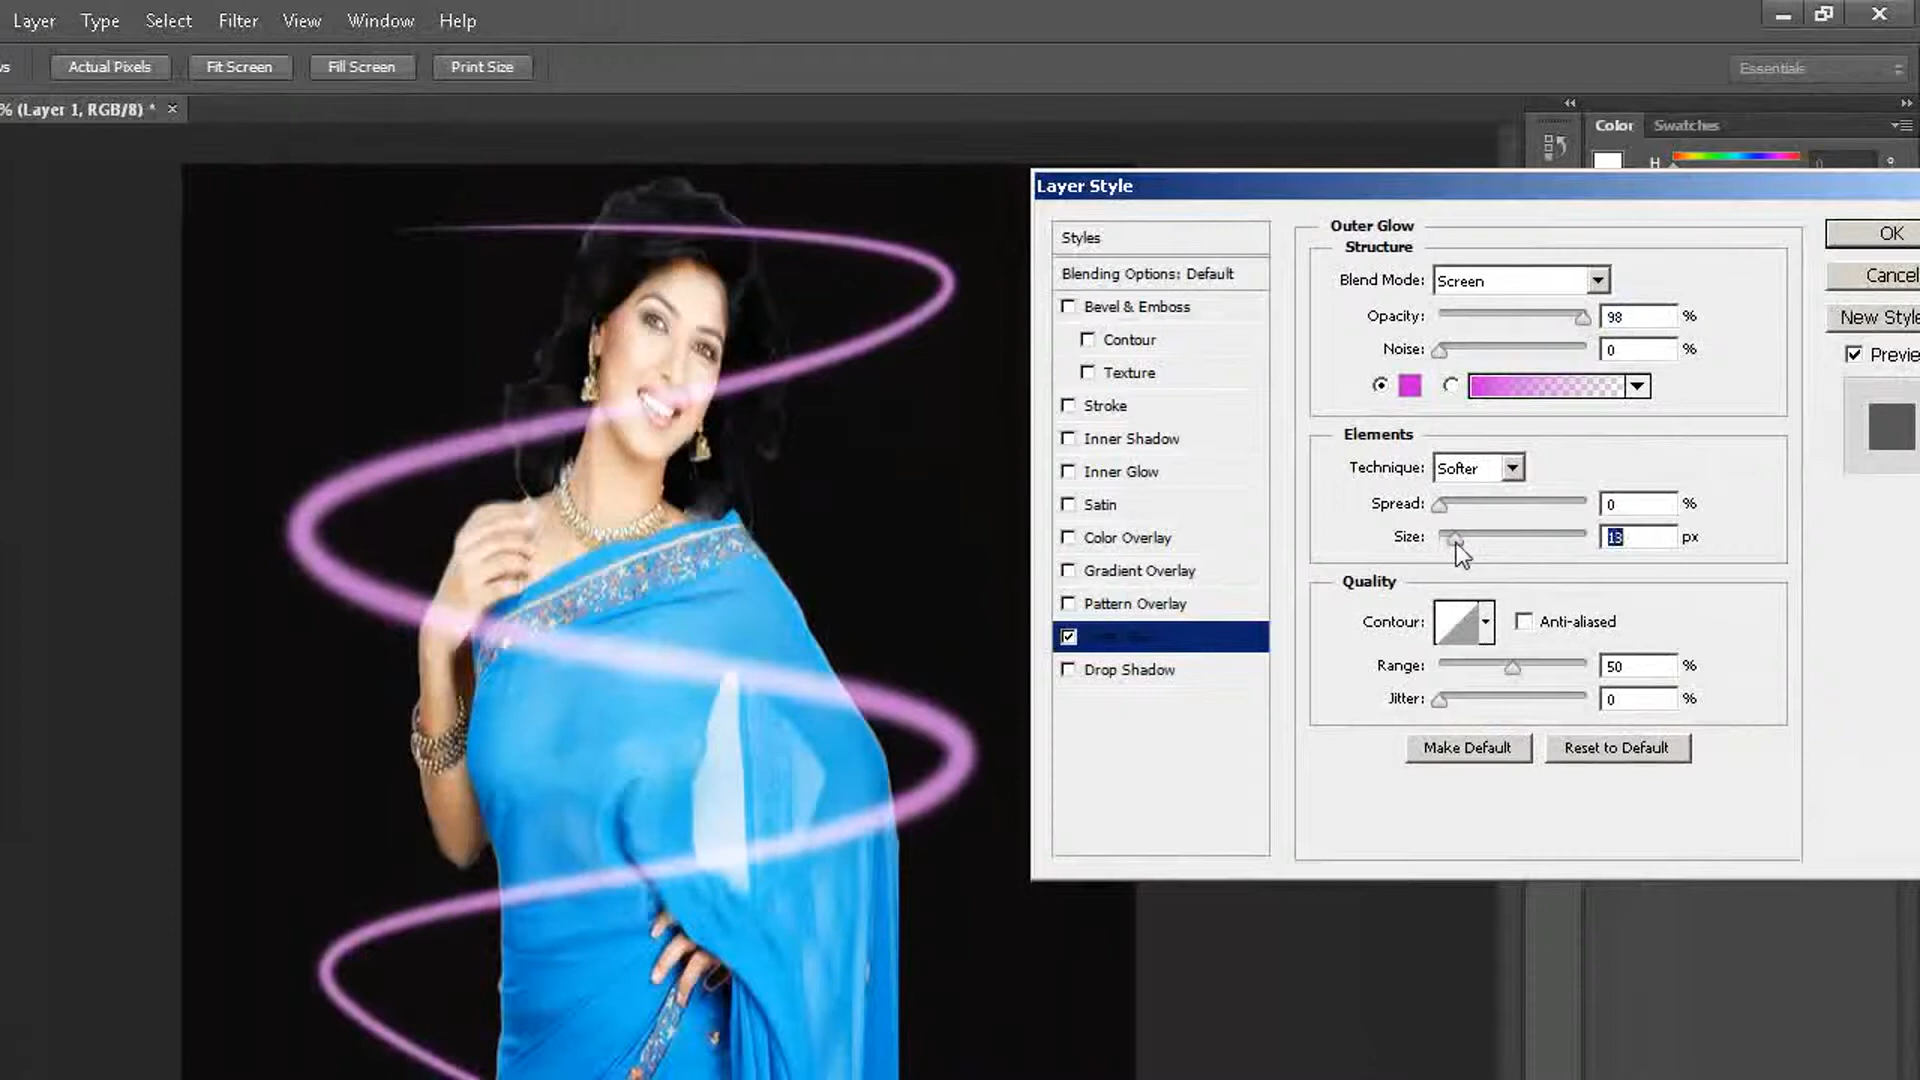 Layer Type Select Filter View Window Help
Actual Pixels Fit Screen Fill Screen Print Size
Essentials
% (Layer 1, RGB/8) * ×
Color Swatches
H 0 °
Layer Style
Styles
Blending Options: Default
Bevel & Emboss
Contour
Texture
Stroke
Inner Shadow
Inner Glow
Satin
Color Overlay
Gradient Overlay
Pattern Overlay
Drop Shadow
Outer Glow
Structure
Blend Mode: Screen
Opacity: 98 %
Noise: 0 %
Elements
Technique: Softer
Spread: 0 %
Size: 13 px
Quality
Contour: Anti-aliased
Range: 50 %
Jitter: 0 %
Make Default Reset to Default
OK
Cancel
New Style
Previe